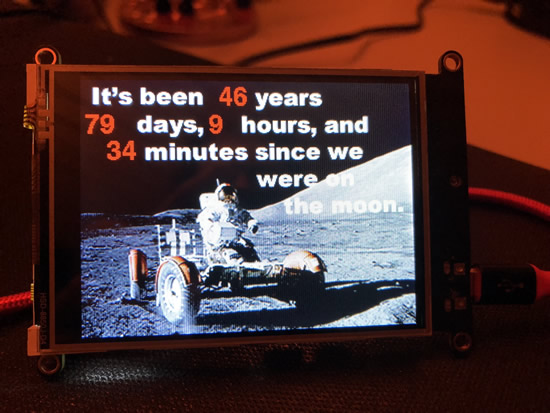 It's been 46 years
79 days, 9 hours, and
34 minutes since we
were on
the moon.